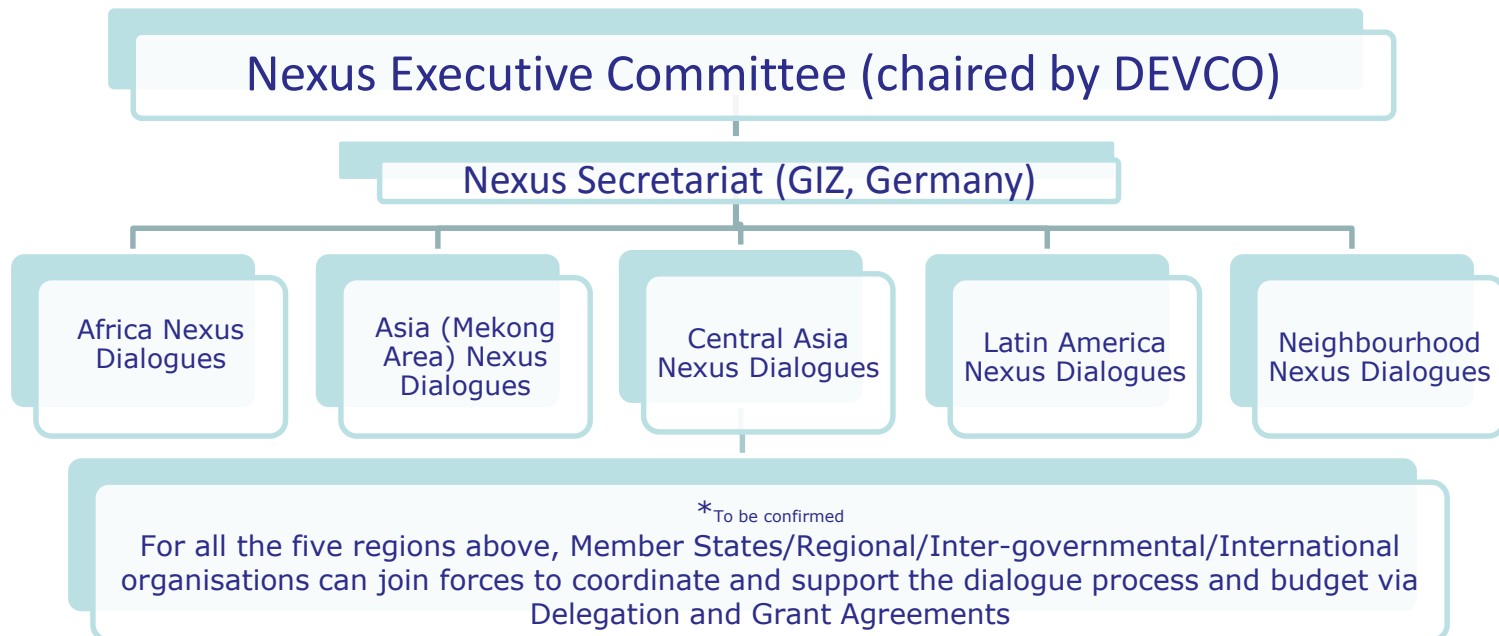 Nexus Executive Committee (chaired by DEVCO)
Nexus Secretariat (GIZ, Germany)
Africa Nexus
Dialogues
Asia (Mekong
Area) Nexus
Dialogues
Central Asia
Nexus Dialogues
Latin America
Nexus Dialogues
Neighbourhood
Nexus Dialogues
*To be confirmed
For all the five regions above, Member States/Regional/Inter-governmental/International
organisations can join forces to coordinate and support the dialogue process and budget via
Delegation and Grant Agreements